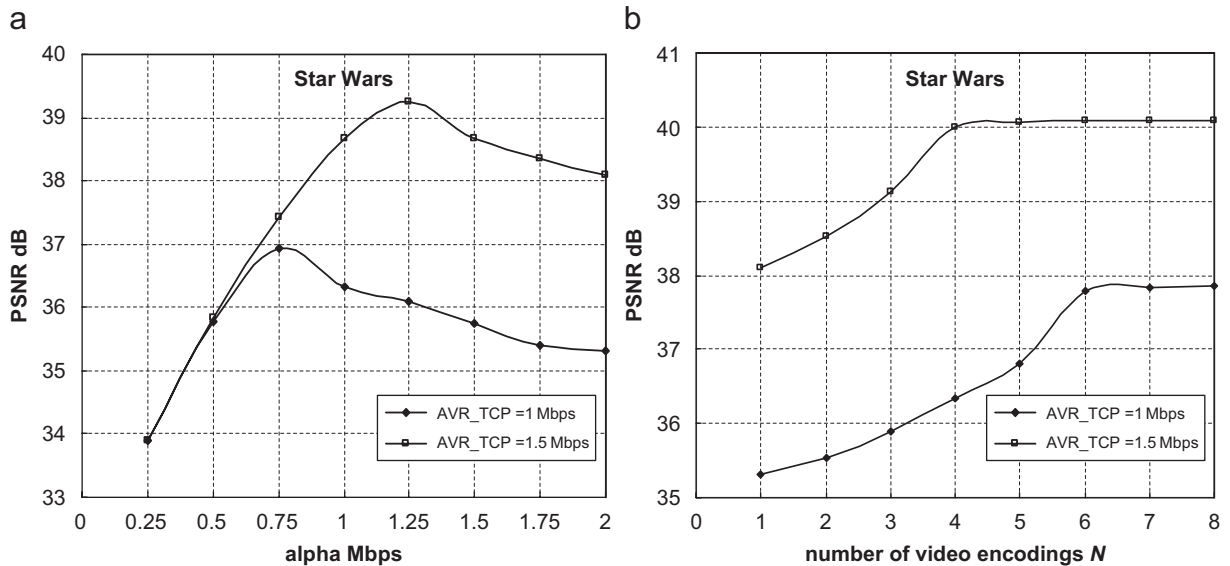 a
Star Wars
PSNR dB
40
39
38
37
36
35
34
33
0 0.25 0.5 0.75 1 1.25 1.5 1.75 2
alpha Mbps
AVR_TCP =1 Mbps
AVR_TCP =1.5 Mbps
b
Star Wars
PSNR dB
41
40
39
38
37
36
35
0 1 2 3 4 5 6 7 8
number of video encodings N
AVR_TCP =1 Mbps
AVR_TCP =1.5 Mbps